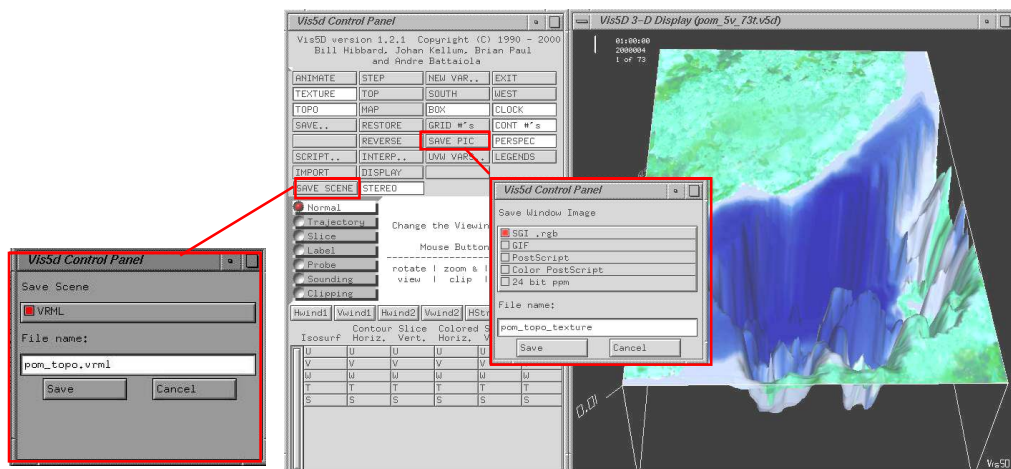 Vis5d Control Panel
Vis5D version 1.2.1 Copyright (C) 1990 - 2000
Bill Hibbard, Johan Kellum, Brian Paul
and Andre Battaiola
ANIMATE STEP NEW VAR.. EXIT
TEXTURE TOP SOUTH WEST
TOPO MAP BOX CLOCK
SAVE.. RESTORE GRID #'s CONT #'s
REVERSE SAVE PIC PERSPEC
SCRIPT.. INTERP.. UVW VARS.. LEGENDS
IMPORT DISPLAY
SAVE SCENE STEREO
Normal
Trajectory
Slice
Label
Probe
Sounding
Clipping
Change the Viewin
Mouse Button
rotate | zoom & |
view | clip |
Hwind1 Vwind1 Hwind2 Vwind2 HStr
Contour Slice Colored S
Isosurf Horiz. Vert. Horiz. V
U U U U U U
V V V V V V
W W W W W W
T T T T T T
S S S S S S
Vis5d Control Panel
Save Scene
VRML
File name:
pom_topo.vrml
Save Cancel
Vis5d Control Panel
Save Window Image
SGI .rgb
GIF
PostScript
Color PostScript
24 bit ppm
File name:
pom_topo_texture
Save Cancel
Vis5D 3-D Display (pom_5v_73t.v5d)
01:00:00
2000004
1 of 73
0.01
Vis5D